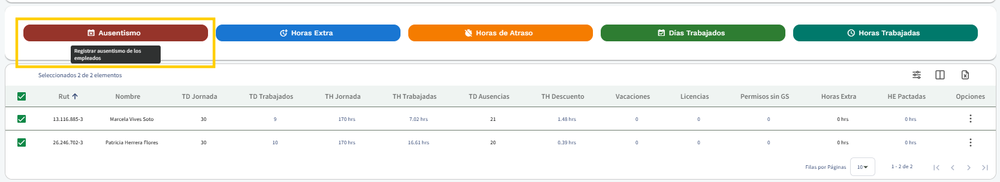 Ausentismo Horas Extra Horas de Atraso Días Trabajados Horas Trabajadas
Registrar ausentismo de los
empleados
Seleccionados 2 de 2 elementos
Rut Nombre TD Jornada TD Trabajados TH Jornada TH Trabajadas TD Ausencias TH Descuento Vacaciones Licencias Permisos sin GS Horas Extra HE Pactadas Opciones
13.116.885-3 Marcela Vives Soto 30 9 170 hrs 7.02 hrs 21 1.48 hrs 0 0 0 0 hrs 0 hrs
26.246.702-3 Patricia Herrera Flores 30 10 170 hrs 16.61 hrs 20 0.39 hrs 0 0 0 0 hrs 0 hrs
Filas por Páginas 10 1 - 2 de 2